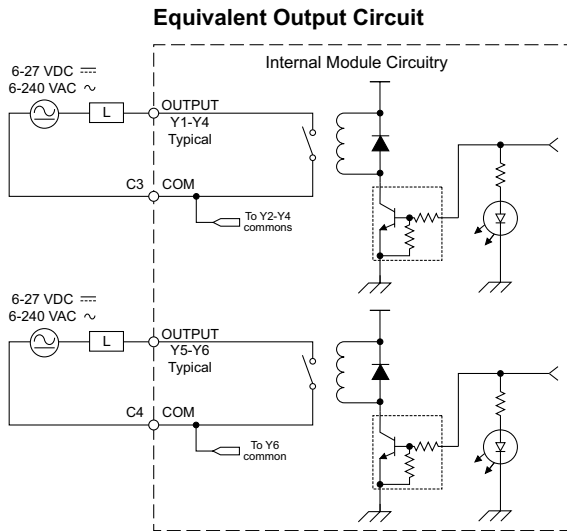 Equivalent Output Circuit
Internal Module Circuitry
6-27 VDC ⎓
6-240 VAC ∿
L
OUTPUT
Y1-Y4
Typical
C3
COM
To Y2-Y4
commons
6-27 VDC ⎓
6-240 VAC ∿
L
OUTPUT
Y5-Y6
Typical
C4
COM
To Y6
common